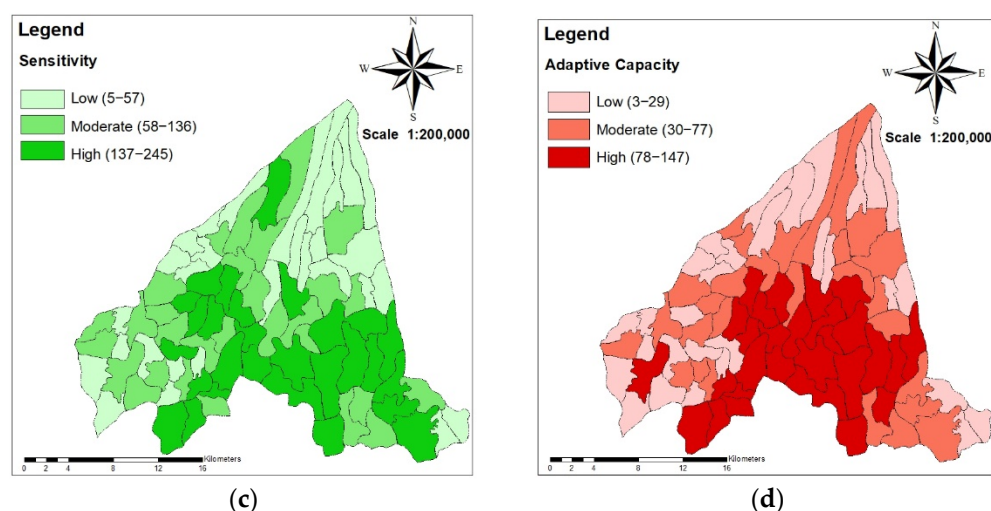 Legend
Sensitivity
Low (5–57)
Moderate (58–136)
High (137–245)
N
W E
S
Scale 1:200,000
0 2 4 8 12 16
Kilometers
(c)
Legend
Adaptive Capacity
Low (3–29)
Moderate (30–77)
High (78–147)
N
W E
S
Scale 1:200,000
0 2 4 8 12 16
Kilometers
(d)